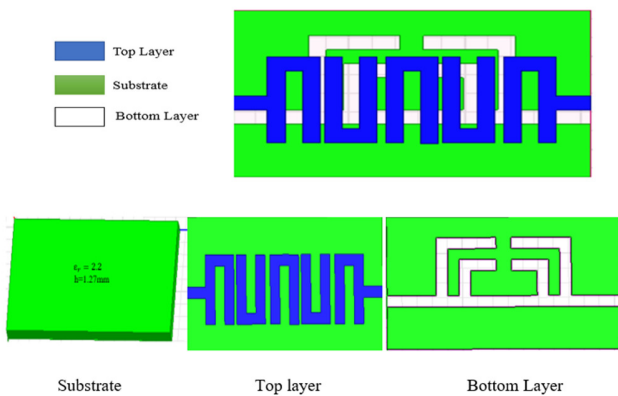 Top Layer
Substrate
Bottom Layer
εr = 2.2
h=1.27mm
Substrate
Top layer
Bottom Layer